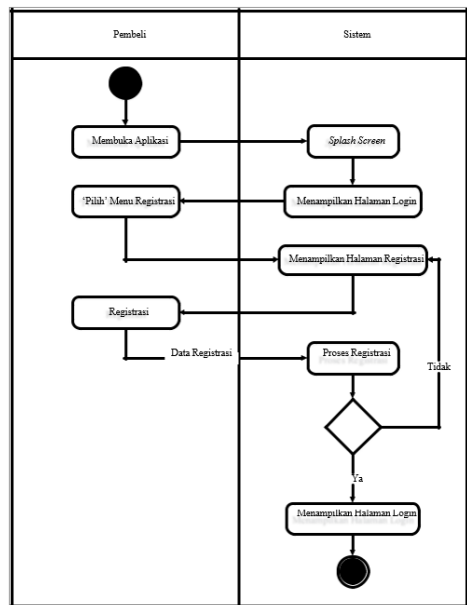 Pembeli
Sistem
Membuka Aplikasi
Splash Screen
'Pilih' Menu Registrasi
Menampilkan Halaman Login
Menampilkan Halaman Registrasi
Registrasi
Data Registrasi
Proses Registrasi
Tidak
Ya
Menampilkan Halaman Login